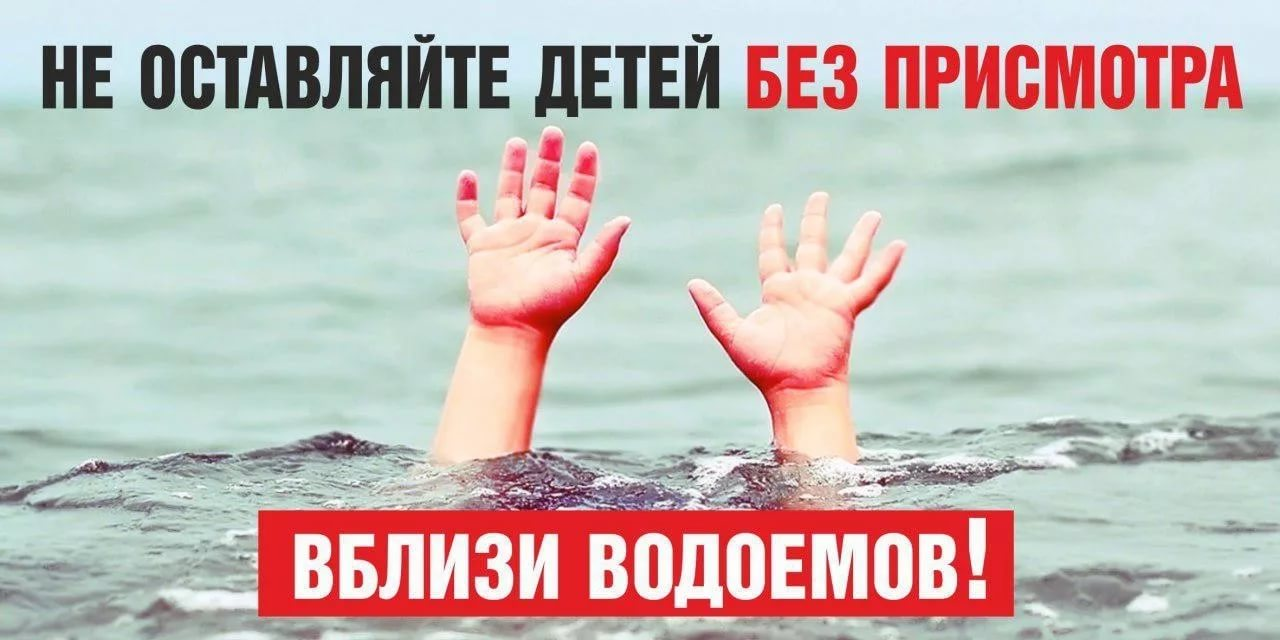 НЕ ОСТАВЛЯЙТЕ ДЕТЕЙ БЕЗ ПРИСМОТРА
ВБЛИЗИ ВОДОЕМОВ!